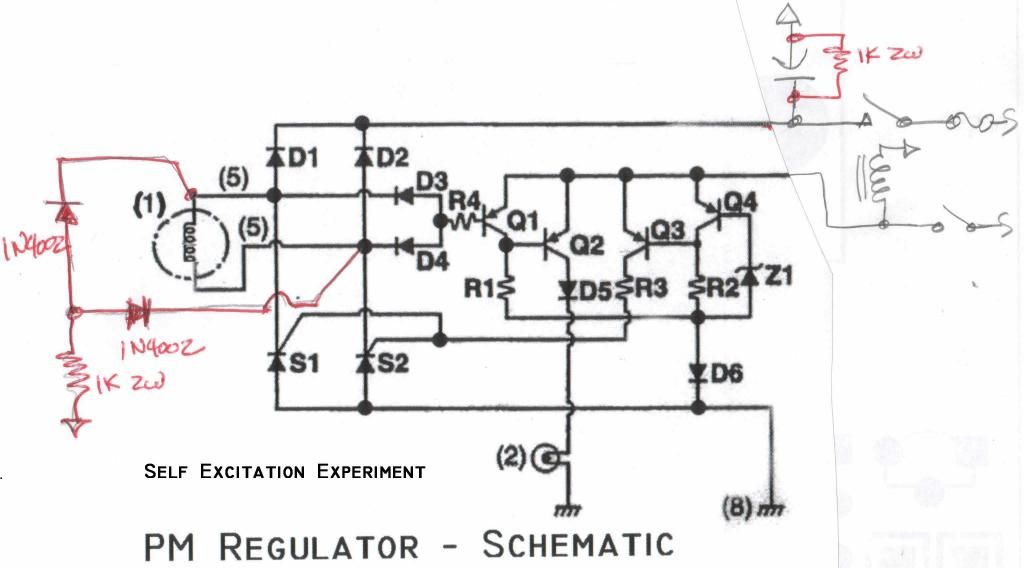 1K 2W
D1
D2
(5)
D3
R4
Q4
(1)
(5)
Q1
1N4002
D4
Q2
Q3
Z1
R1
D5
R3
R2
1N4002
S1
S2
D6
1K 2W
(2)
SELF EXCITATION EXPERIMENT
(8)
PM REGULATOR - SCHEMATIC